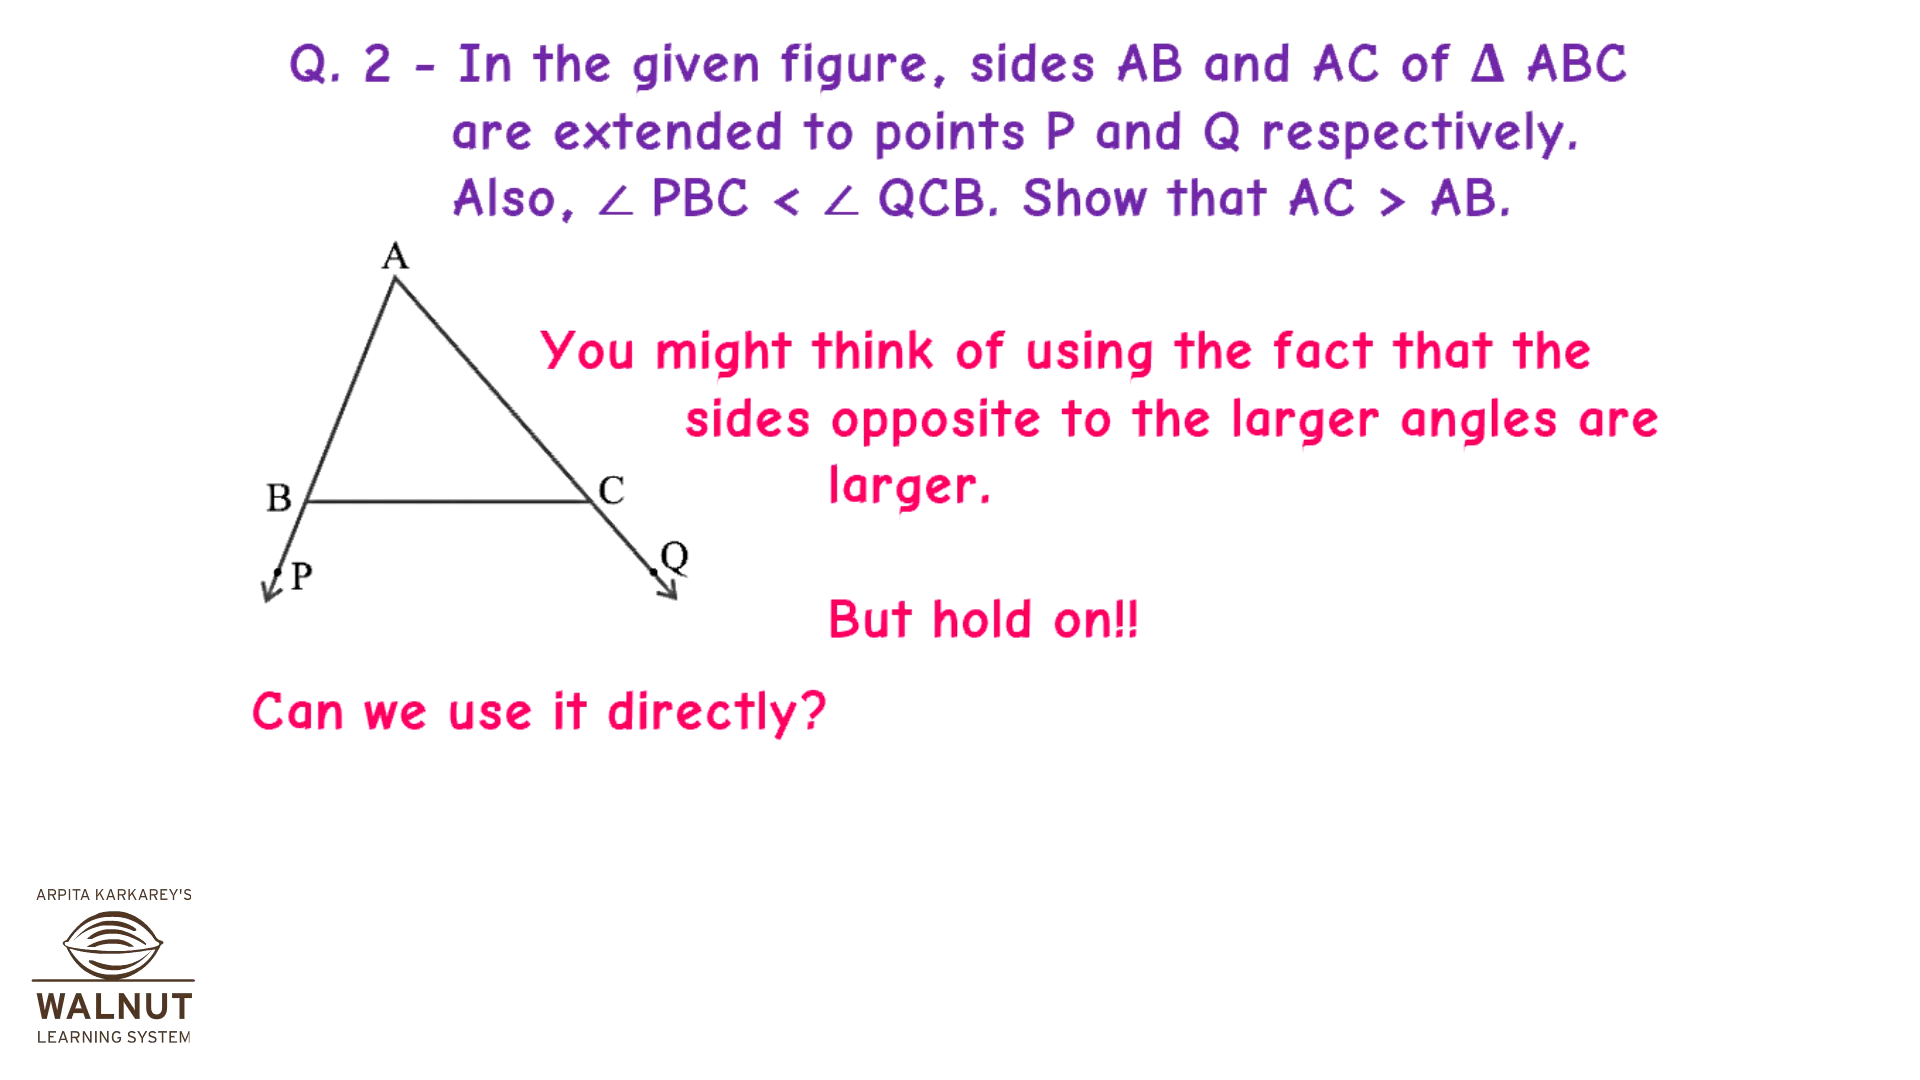 Q. 2 - In the given figure, sides AB and AC of Δ ABC
are extended to points P and Q respectively.
Also, ∠ PBC < ∠ QCB. Show that AC > AB.
A
You might think of using the fact that the
sides opposite to the larger angles are
larger.
B
C
P
Q
But hold on!!
Can we use it directly?
ARPITA KARKAREY'S
WALNUT
LEARNING SYSTEM